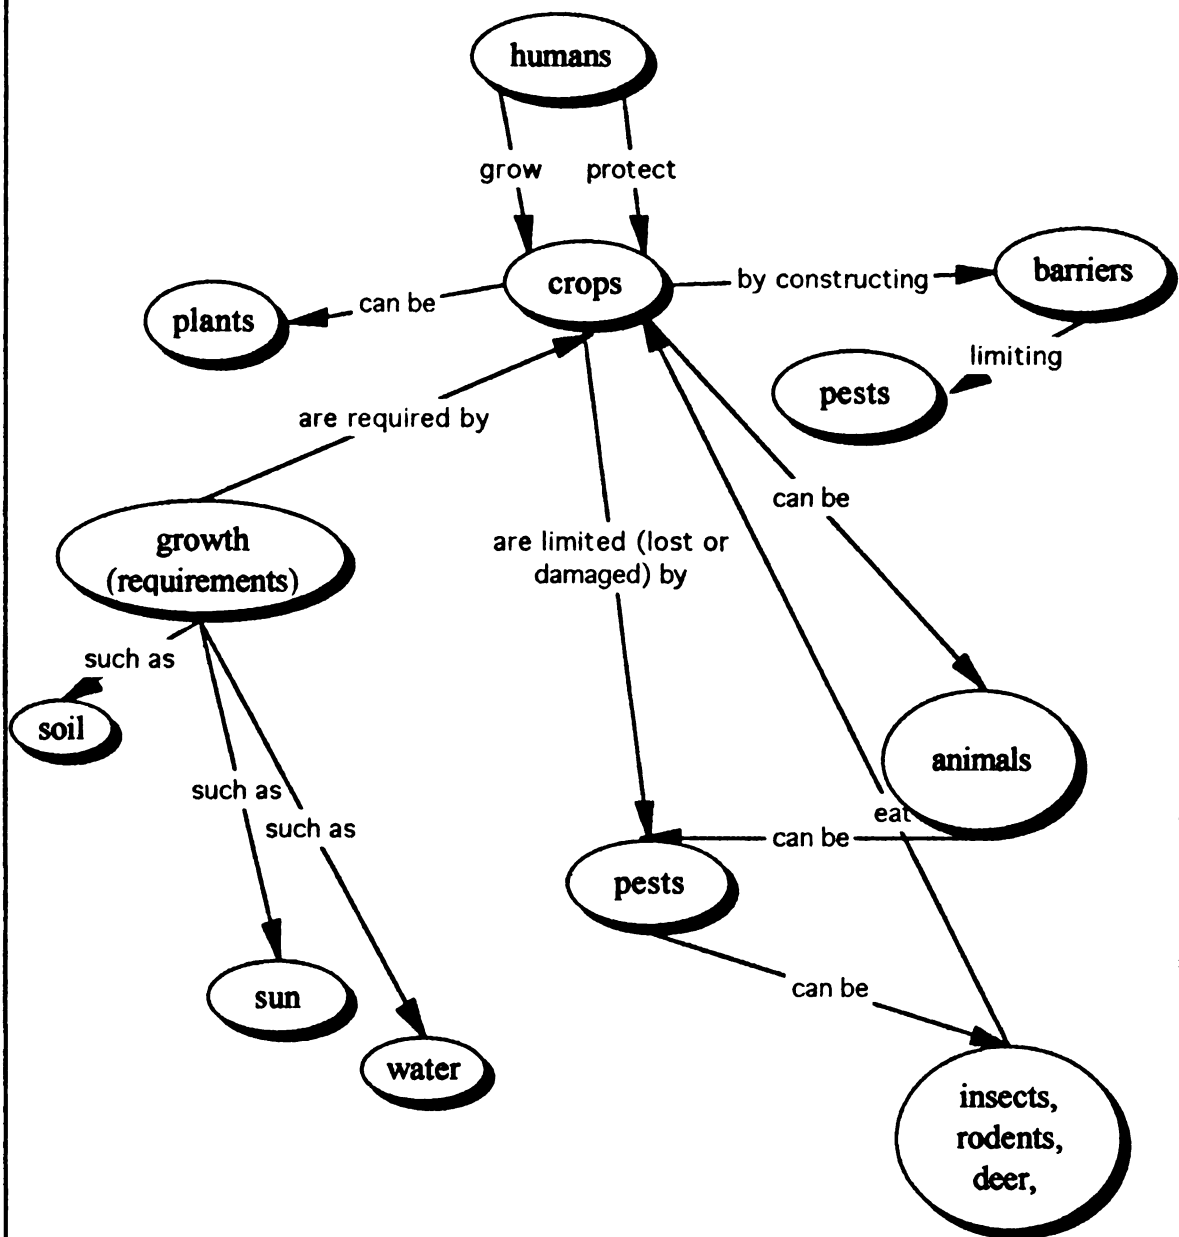 humans
grow protect
crops
by constructing
barriers
plants
can be
limiting
pests
are required by
can be
growth
(requirements)
are limited (lost or
damaged) by
such as
soil
animals
such as
such as
eat
can be
pests
sun
can be
water
insects,
rodents,
deer,